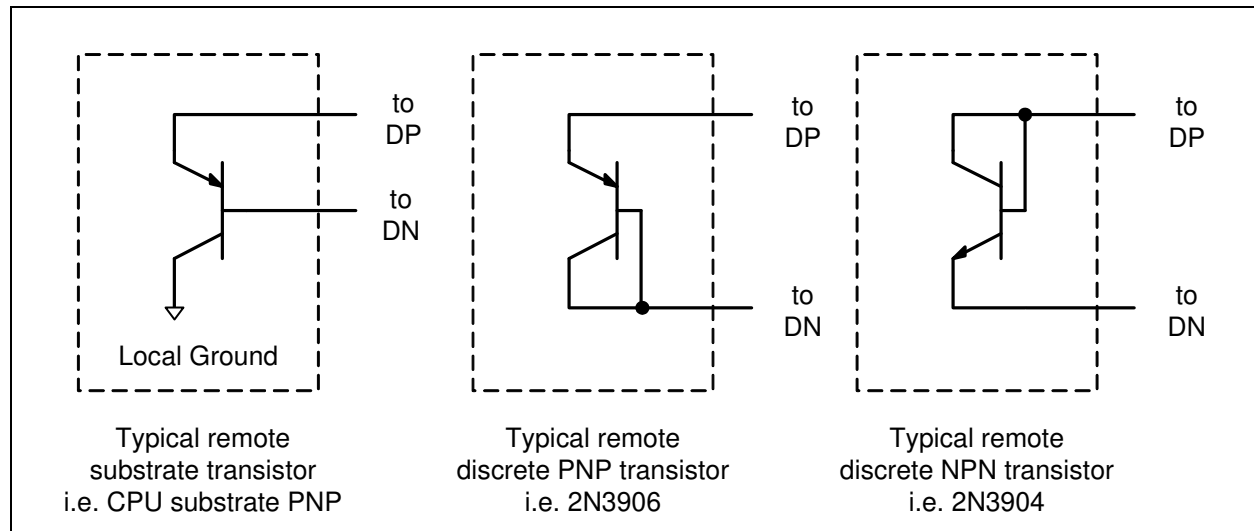 to
DP
to
DN
Local Ground
Typical remote
substrate transistor
i.e. CPU substrate PNP
to
DP
to
DN
Typical remote
discrete PNP transistor
i.e. 2N3906
to
DP
to
DN
Typical remote
discrete NPN transistor
i.e. 2N3904